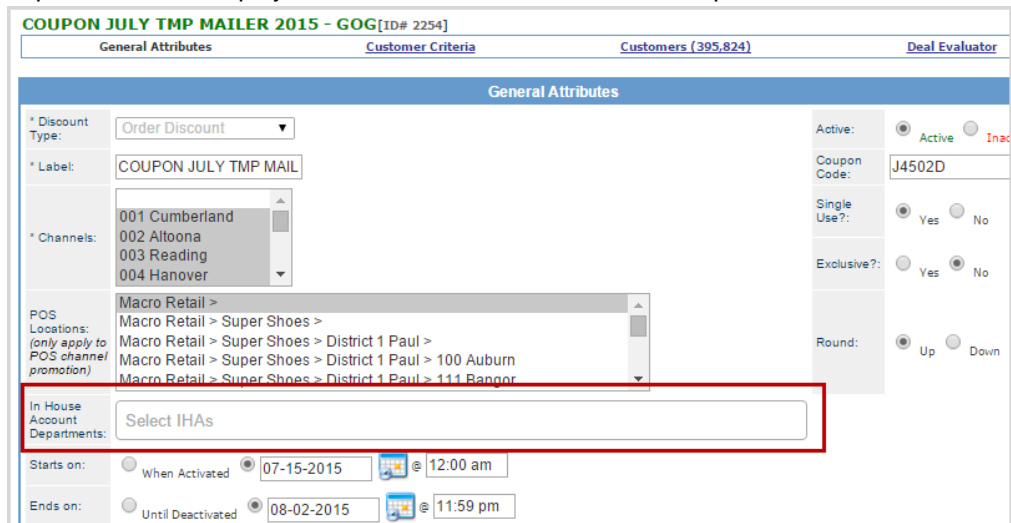 COUPON JULY TMP MAILER 2015 - GOG[ID# 2254]
General Attributes Customer Criteria Customers (395,824) Deal Evaluator
General Attributes
* Discount Type: Order Discount Active: Active Inac
* Label: COUPON JULY TMP MAIL Coupon Code: J4502D
* Channels:
001 Cumberland
002 Altoona
003 Reading
004 Hanover
Single Use?: Yes No
Exclusive?: Yes No
POS Locations: (only apply to POS channel promotion)
Macro Retail >
Macro Retail > Super Shoes >
Macro Retail > Super Shoes > District 1 Paul >
Macro Retail > Super Shoes > District 1 Paul > 100 Auburn
Macro Retail > Super Shoes > District 1 Paul > 111 Bangor
Round: Up Down
In House Account Departments: Select IHAs
Starts on: When Activated 07-15-2015 @ 12:00 am
Ends on: Until Deactivated 08-02-2015 @ 11:59 pm